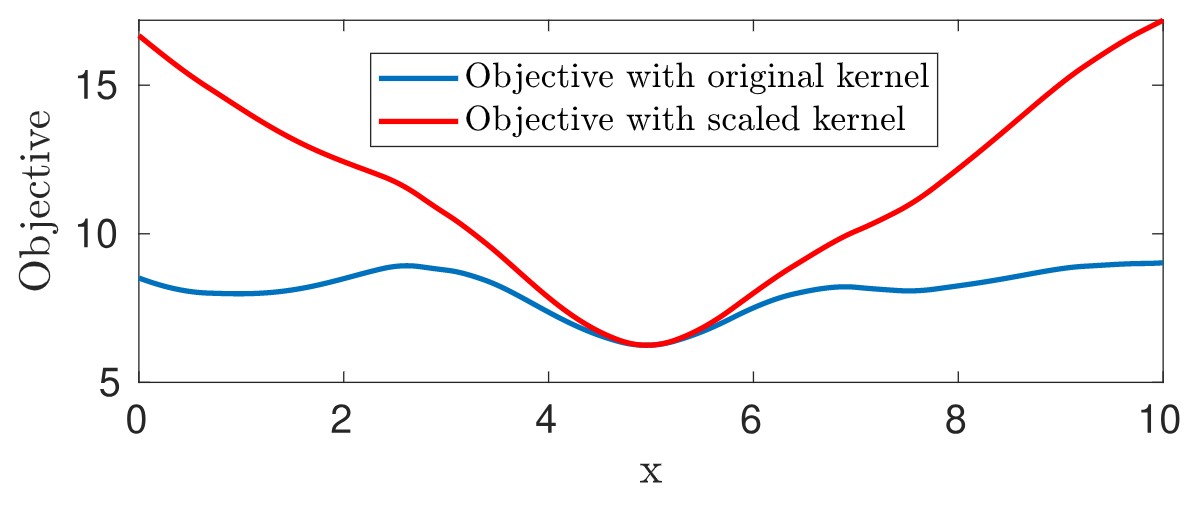 Objective with original kernel
Objective with scaled kernel
15
10
5
Objective
0 2 4 6 8 10
x